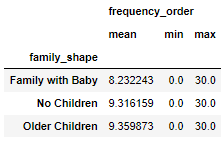 frequency_order
mean min max
family_shape
Family with Baby 8.232243 0.0 30.0
No Children 9.316159 0.0 30.0
Older Children 9.359873 0.0 30.0